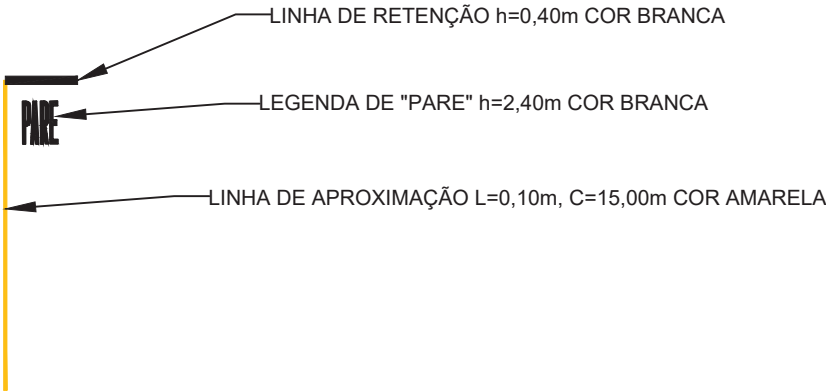 LINHA DE RETENÇÃO h=0,40m COR BRANCA
PARE
LEGENDA DE "PARE" h=2,40m COR BRANCA
LINHA DE APROXIMAÇÃO L=0,10m, C=15,00m COR AMARELA